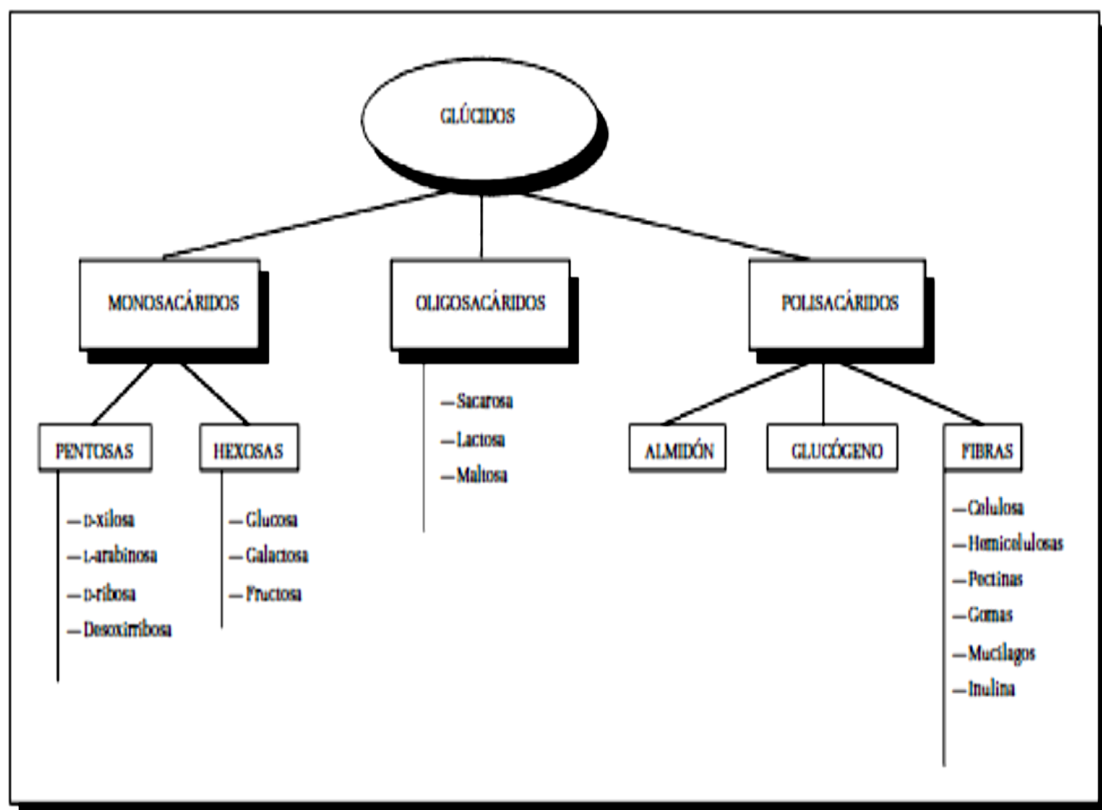 GLÚCIDOS
MONOSACÁRIDOS
OLIGOSACÁRIDOS
POLISACÁRIDOS
PENTOSAS
— D-xilosa
— L-arabinosa
— D-ribosa
— Desoxirribosa
HEXOSAS
— Glucosa
— Galactosa
— Fructosa
— Sacarosa
— Lactosa
— Maltosa
ALMIDÓN
GLUCÓGENO
FIBRAS
— Celulosa
— Hemicelulosas
— Pectinas
— Gomas
— Mucílagos
— Inulina